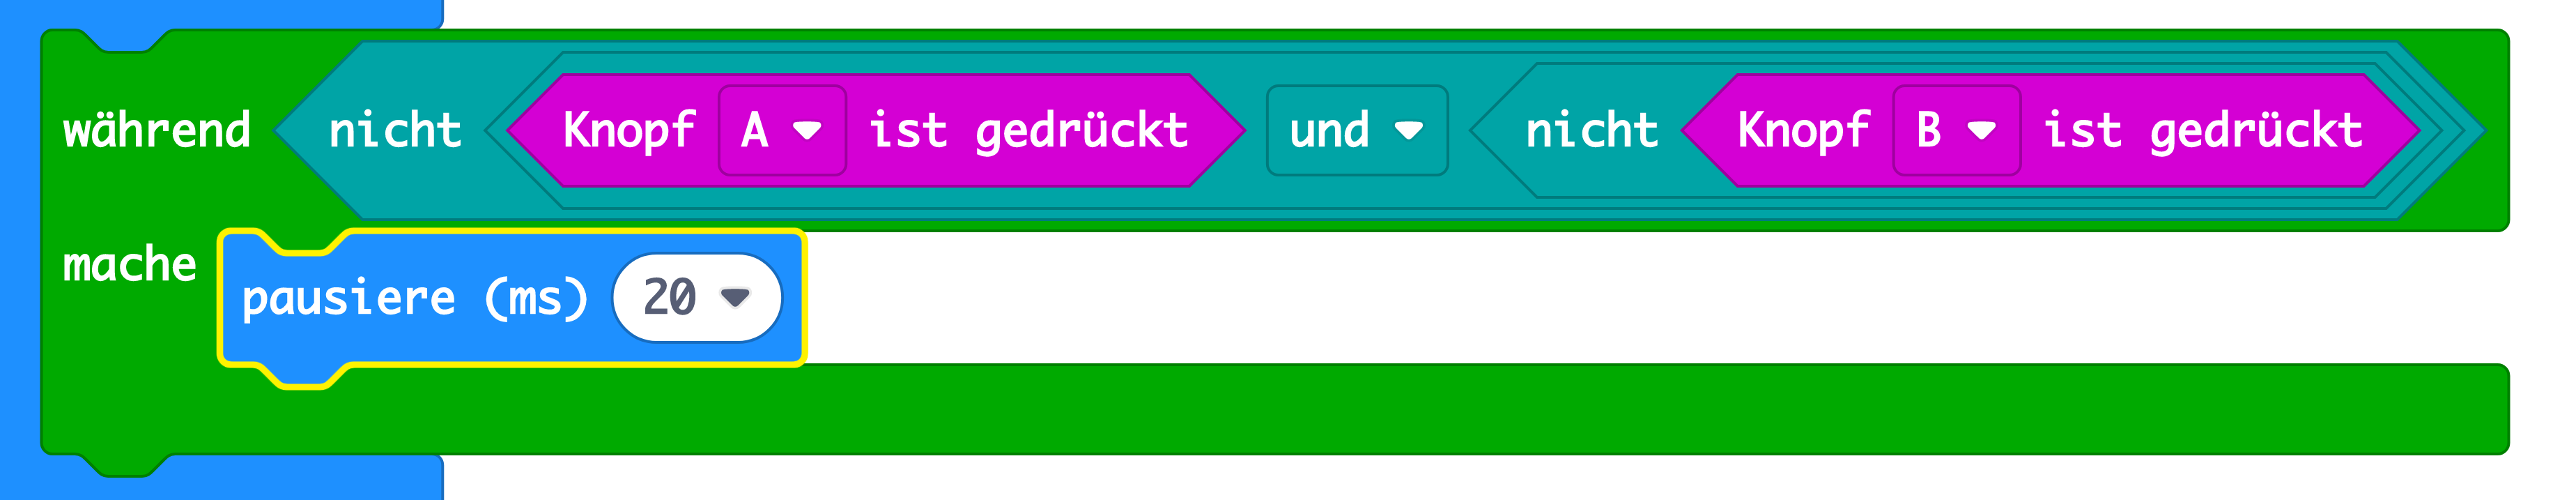 während nicht Knopf A ist gedrückt und nicht Knopf B ist gedrückt
mache
pausiere (ms) 20